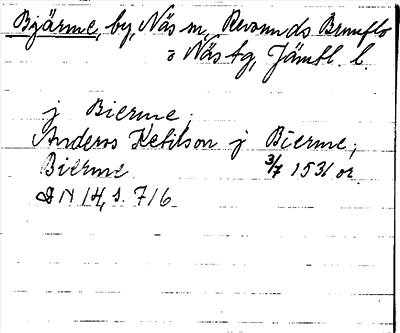 Bjärme, by, Näs sn, Revsunds Brunflo
o Näs tg, Jämtl. l.
j Bierme;
Anders Ketilson j Bierme;
Bierme 3/7 1531 or.
DN 14, s. 716